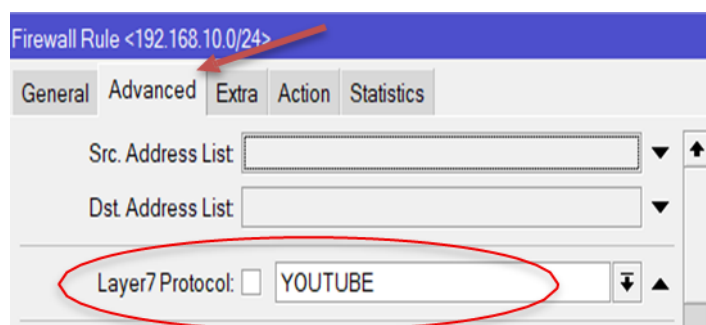 Firewall Rule <192.168.10.0/24>
General Advanced Extra Action Statistics
Src. Address List:
Dst. Address List:
Layer7 Protocol: YOUTUBE